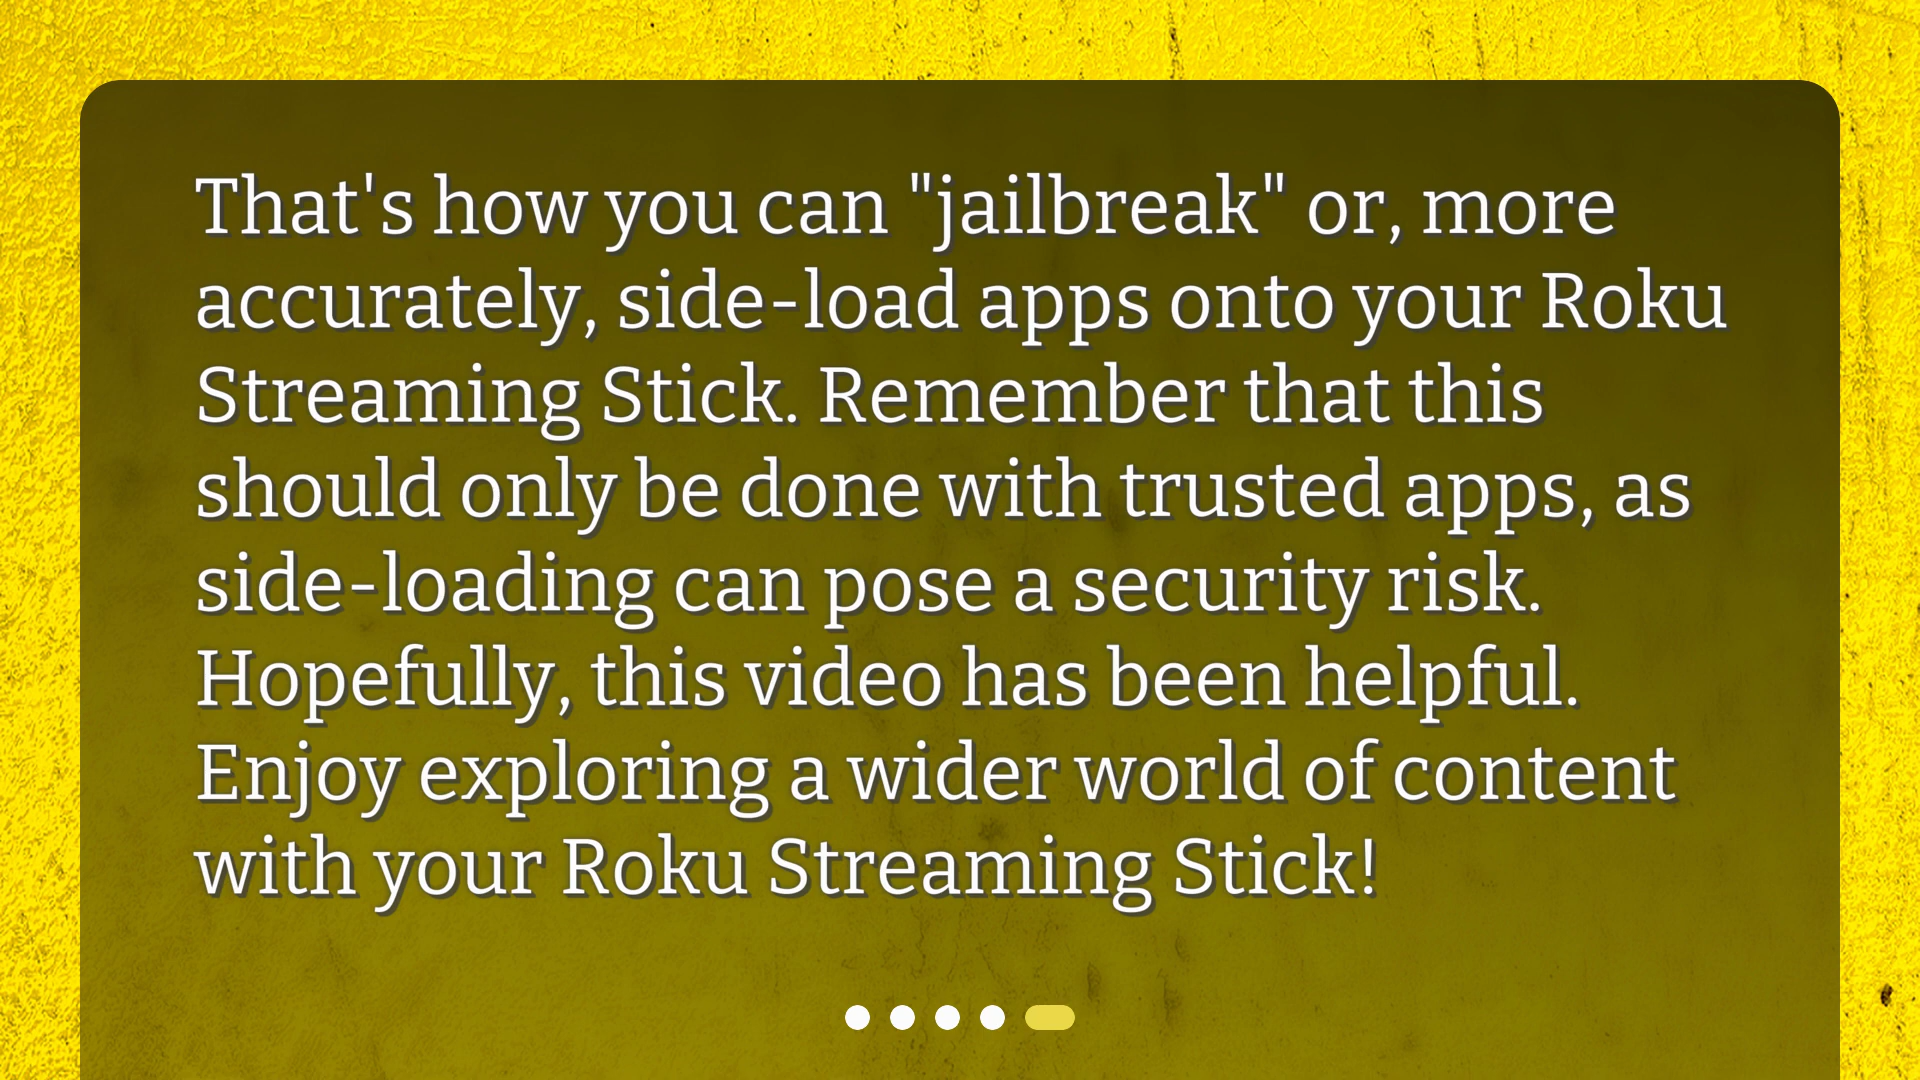 That's how you can "jailbreak" or, more
accurately, side-load apps onto your Roku
Streaming Stick. Remember that this
should only be done with trusted apps, as
side-loading can pose a security risk.
Hopefully, this video has been helpful.
Enjoy exploring a wider world of content
with your Roku Streaming Stick!